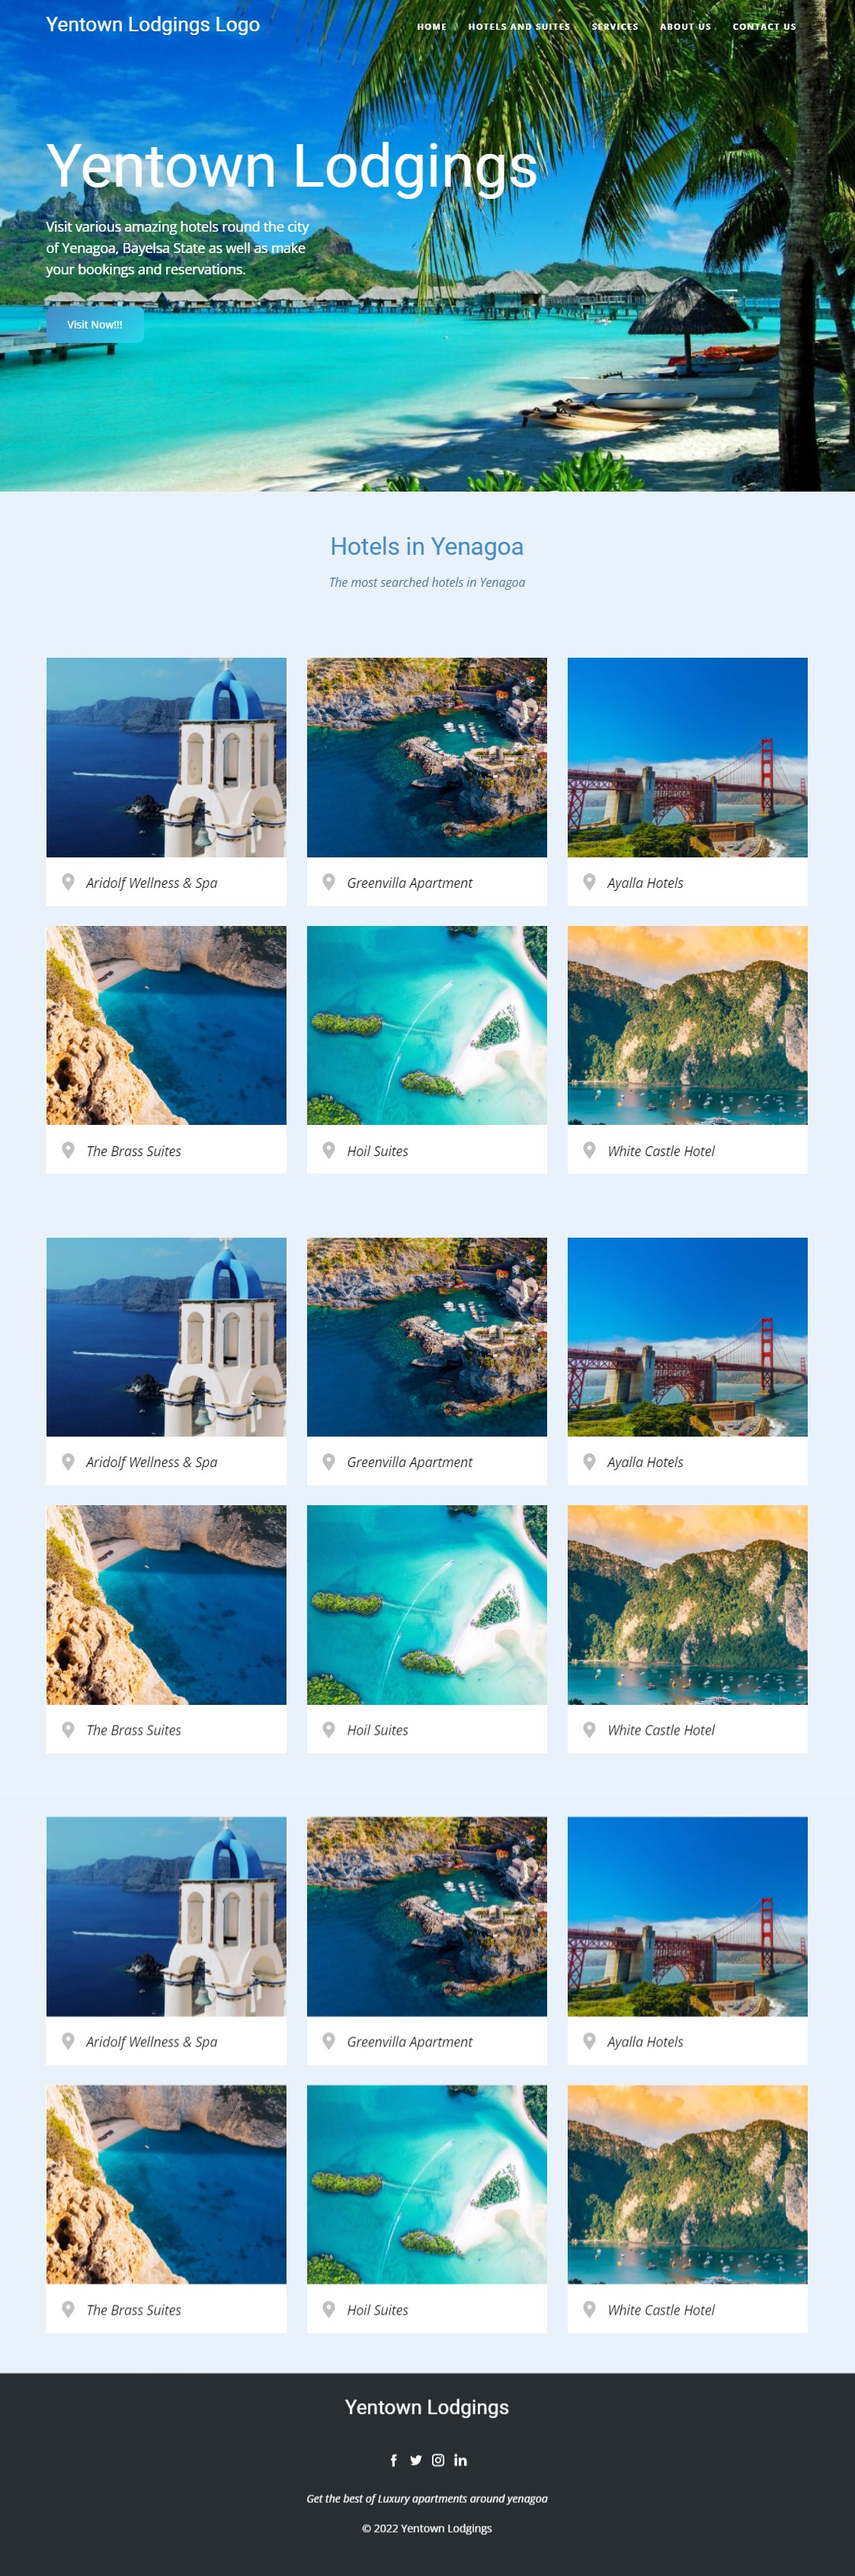 Yentown Lodgings Logo
HOME HOTELS AND SUITES SERVICES ABOUT US CONTACT US
Yentown Lodgings
Visit various amazing hotels round the city
of Yenagoa, Bayelsa State as well as make
your bookings and reservations.
Visit Now!!!
Hotels in Yenagoa
The most searched hotels in Yenagoa
Aridolf Wellness & Spa
Greenvilla Apartment
Ayalla Hotels
The Brass Suites
Hoil Suites
White Castle Hotel
Aridolf Wellness & Spa
Greenvilla Apartment
Ayalla Hotels
The Brass Suites
Hoil Suites
White Castle Hotel
Aridolf Wellness & Spa
Greenvilla Apartment
Ayalla Hotels
The Brass Suites
Hoil Suites
White Castle Hotel
Yentown Lodgings
Get the best of Luxury apartments around yenagoa
© 2022 Yentown Lodgings